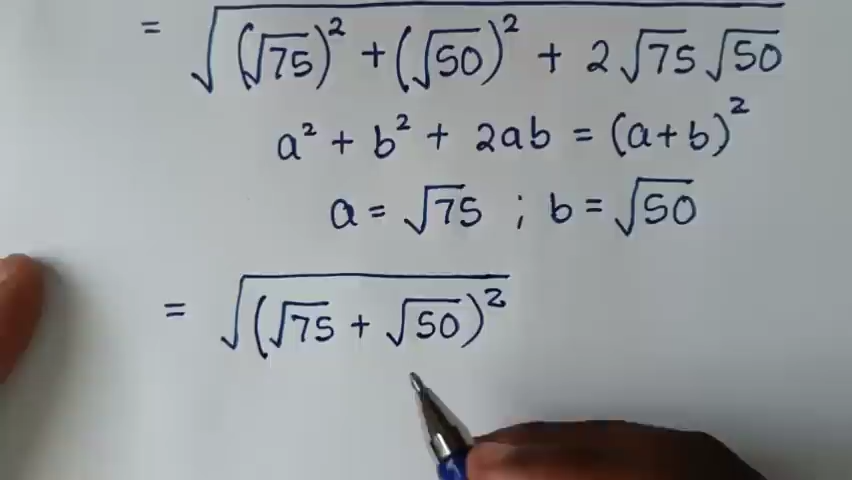 = √((√75)² + (√50)² + 2√75√50)
a² + b² + 2ab = (a+b)²
a = √75 ; b = √50
= √((√75 + √50)²)